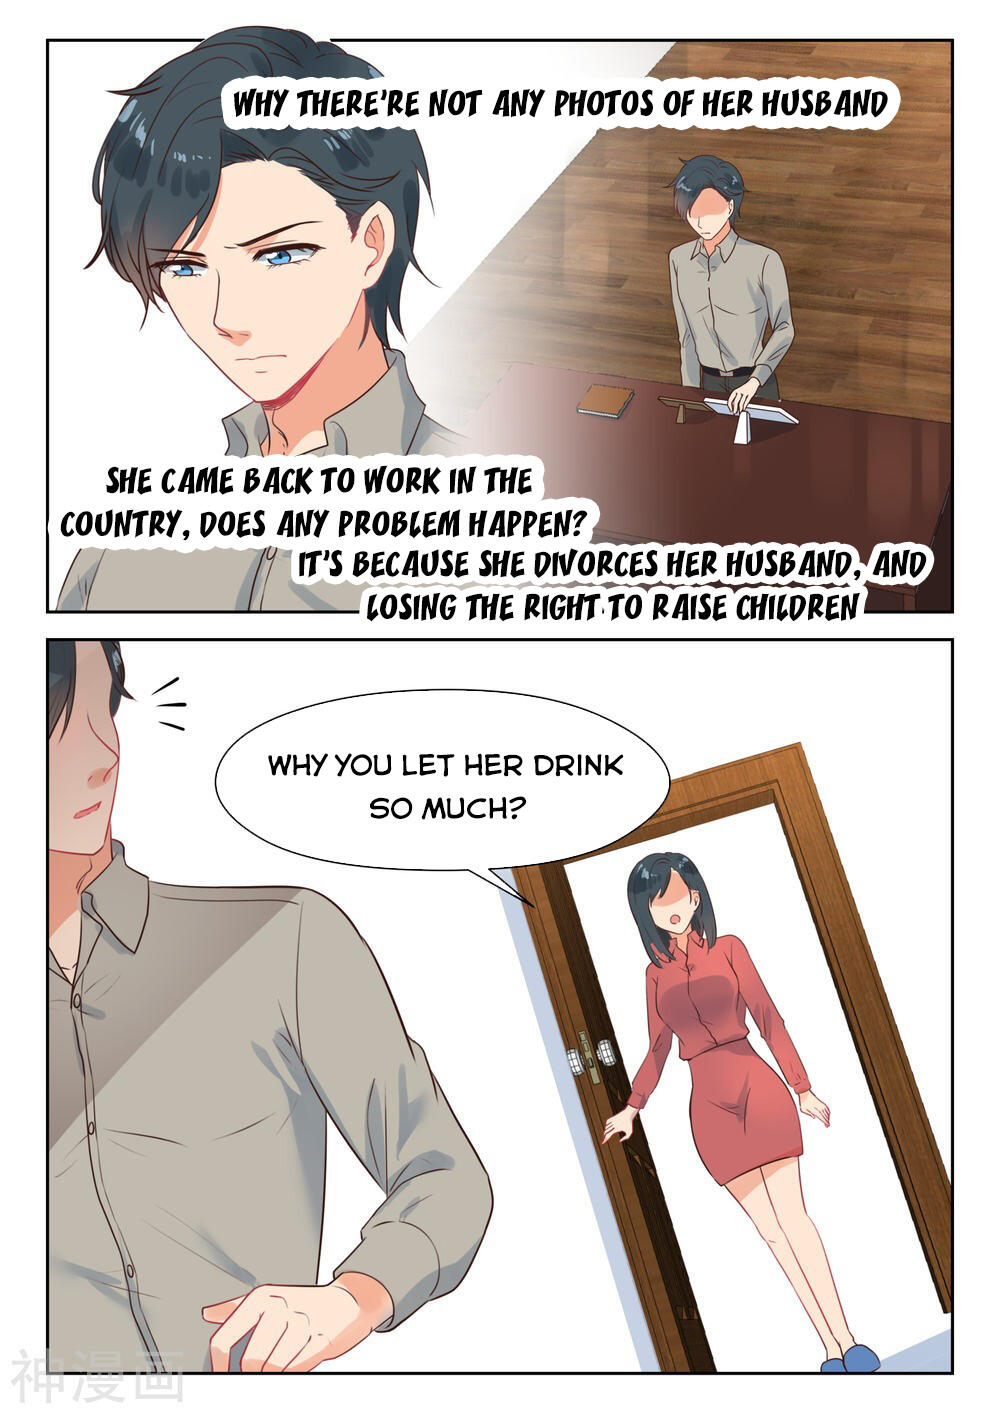 WHY THERE'RE NOT ANY PHOTOS OF HER HUSBAND
SHE CAME BACK TO WORK IN THE
COUNTRY, DOES ANY PROBLEM HAPPEN?
IT'S BECAUSE SHE DIVORCES HER HUSBAND, AND
LOSING THE RIGHT TO RAISE CHILDREN
WHY YOU LET HER DRINK
SO MUCH?
神漫画